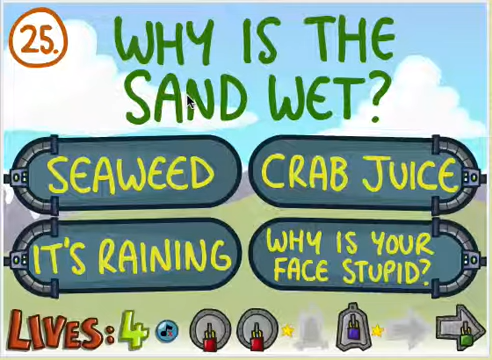 25.
WHY IS THE
SAND WET?
SEAWEED
CRAB JUICE
IT'S RAINING
WHY IS YOUR
FACE STUPID?
LIVES: 4